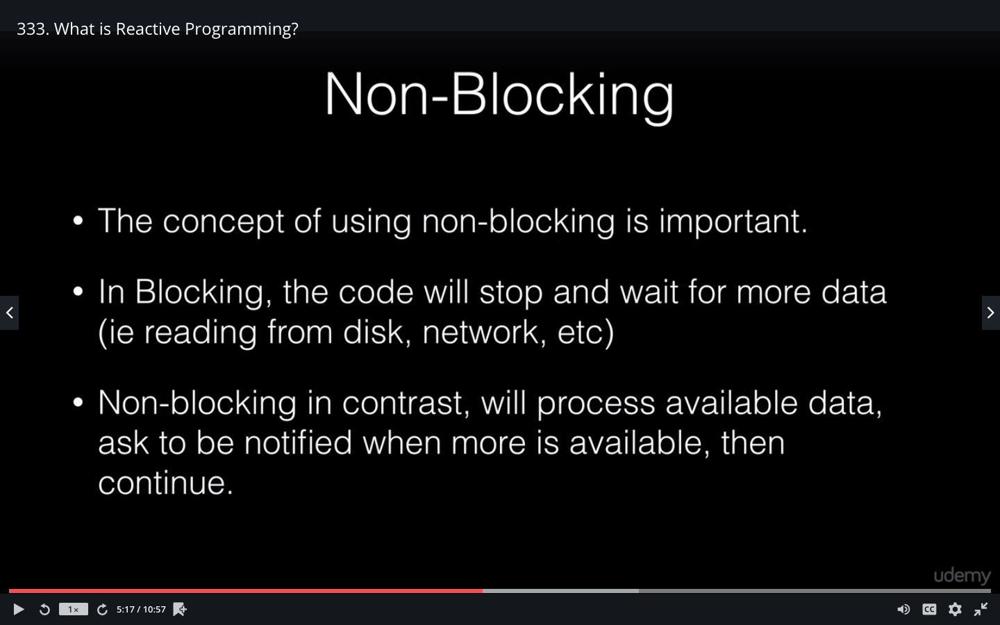 333. What is Reactive Programming?
Non-Blocking
• The concept of using non-blocking is important.
• In Blocking, the code will stop and wait for more data
(ie reading from disk, network, etc)
• Non-blocking in contrast, will process available data,
ask to be notified when more is available, then
continue.
udemy
1× 5:17 / 10:57 CC